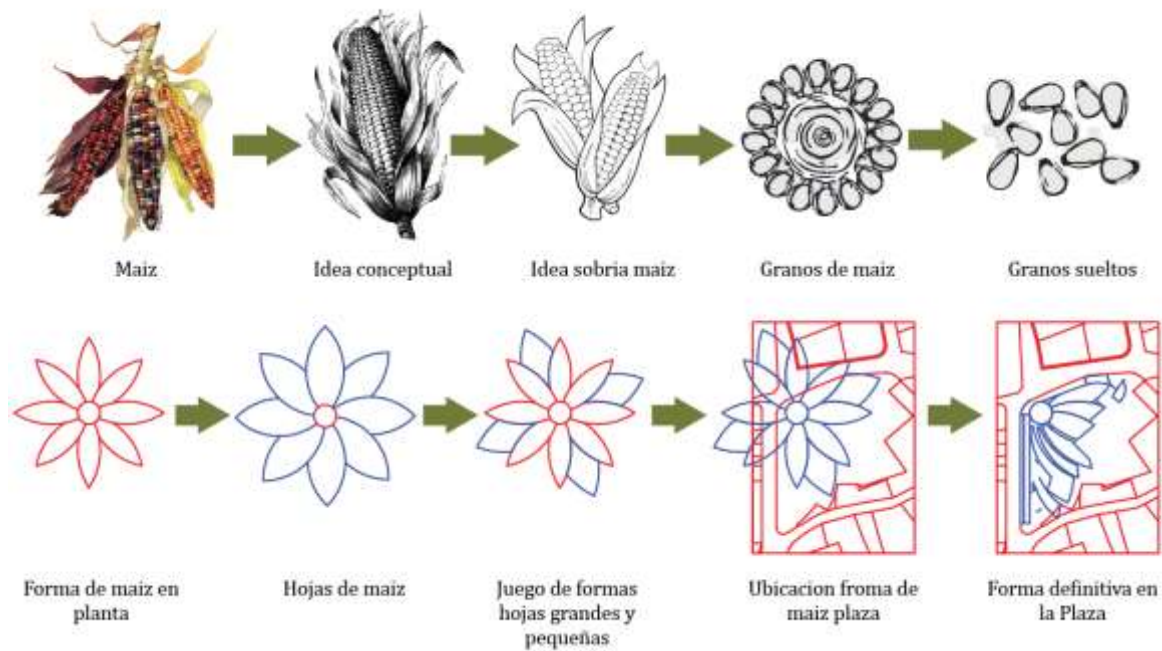 Maiz
Idea conceptual
Idea sobria maiz
Granos de maiz
Granos sueltos
Forma de maiz en
planta
Hojas de maiz
Juego de formas
hojas grandes y
pequeñas
Ubicacion froma de
maiz plaza
Forma definitiva en
la Plaza